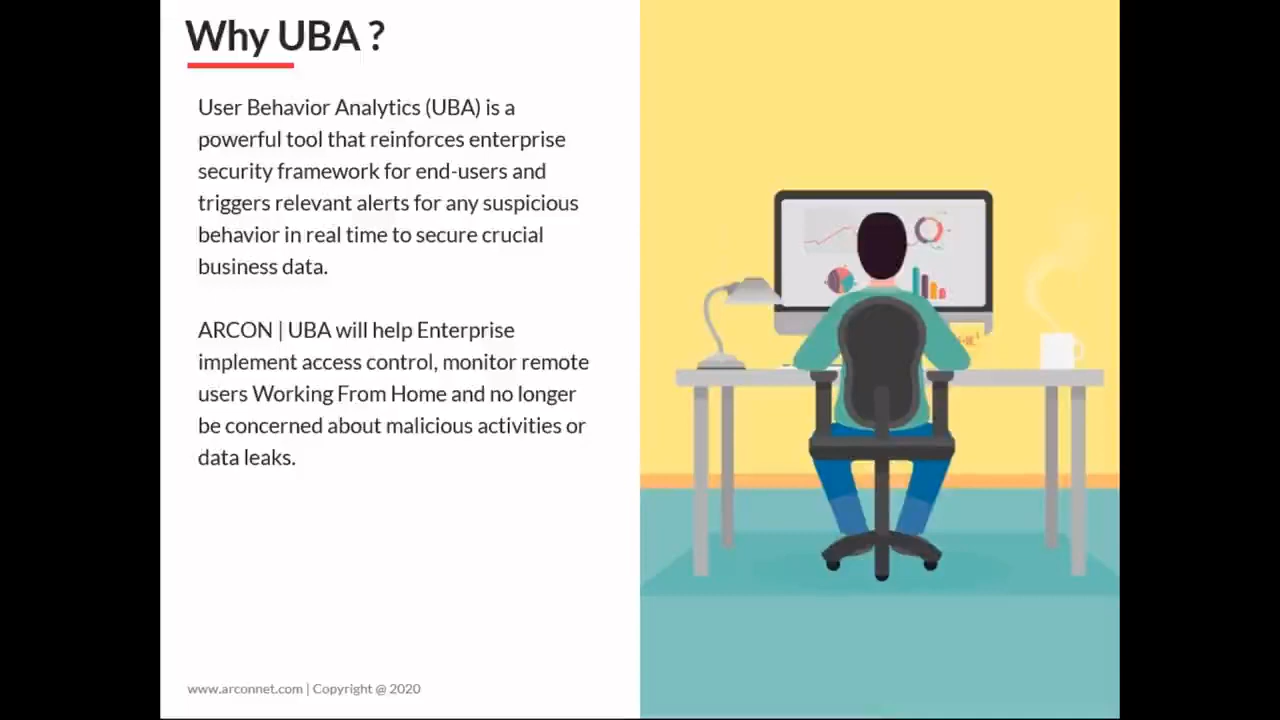 Why UBA ?
User Behavior Analytics (UBA) is a
powerful tool that reinforces enterprise
security framework for end-users and
triggers relevant alerts for any suspicious
behavior in real time to secure crucial
business data.
ARCON | UBA will help Enterprise
implement access control, monitor remote
users Working From Home and no longer
be concerned about malicious activities or
data leaks.
www.arconnet.com | Copyright @ 2020